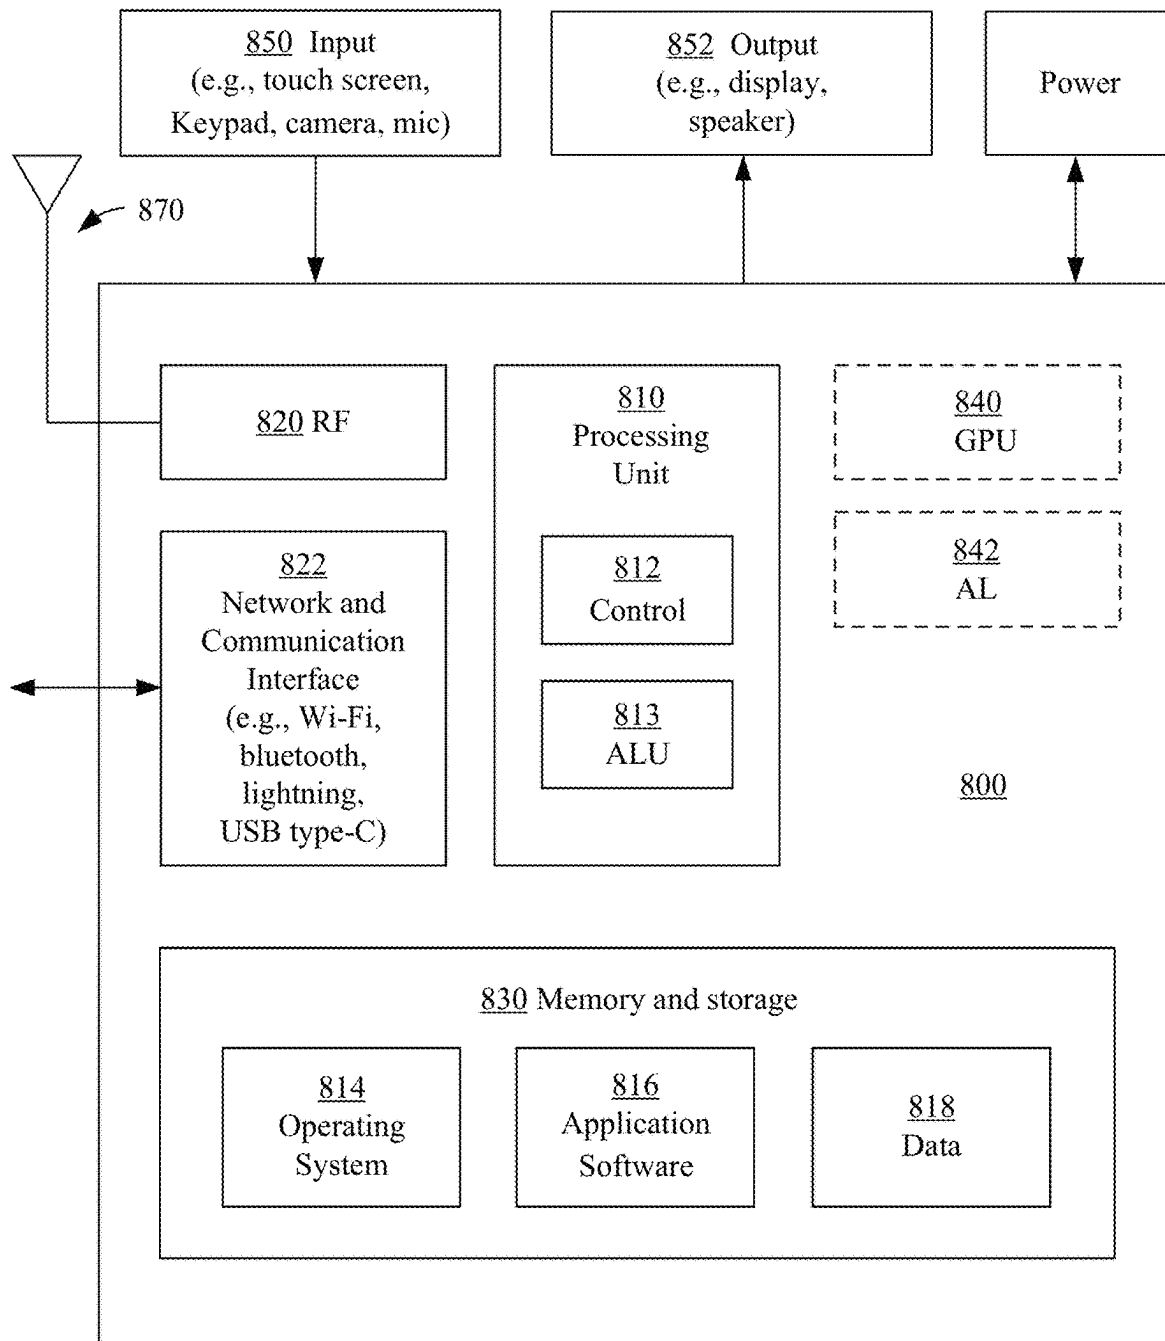 850 Input
(e.g., touch screen,
Keypad, camera, mic)
852 Output
(e.g., display,
speaker)
Power
870
820 RF
810
Processing
Unit
840
GPU
842
AL
822
Network and
Communication
Interface
(e.g., Wi-Fi,
bluetooth,
lightning,
USB type-C)
812
Control
813
ALU
800
830 Memory and storage
814
Operating
System
816
Application
Software
818
Data